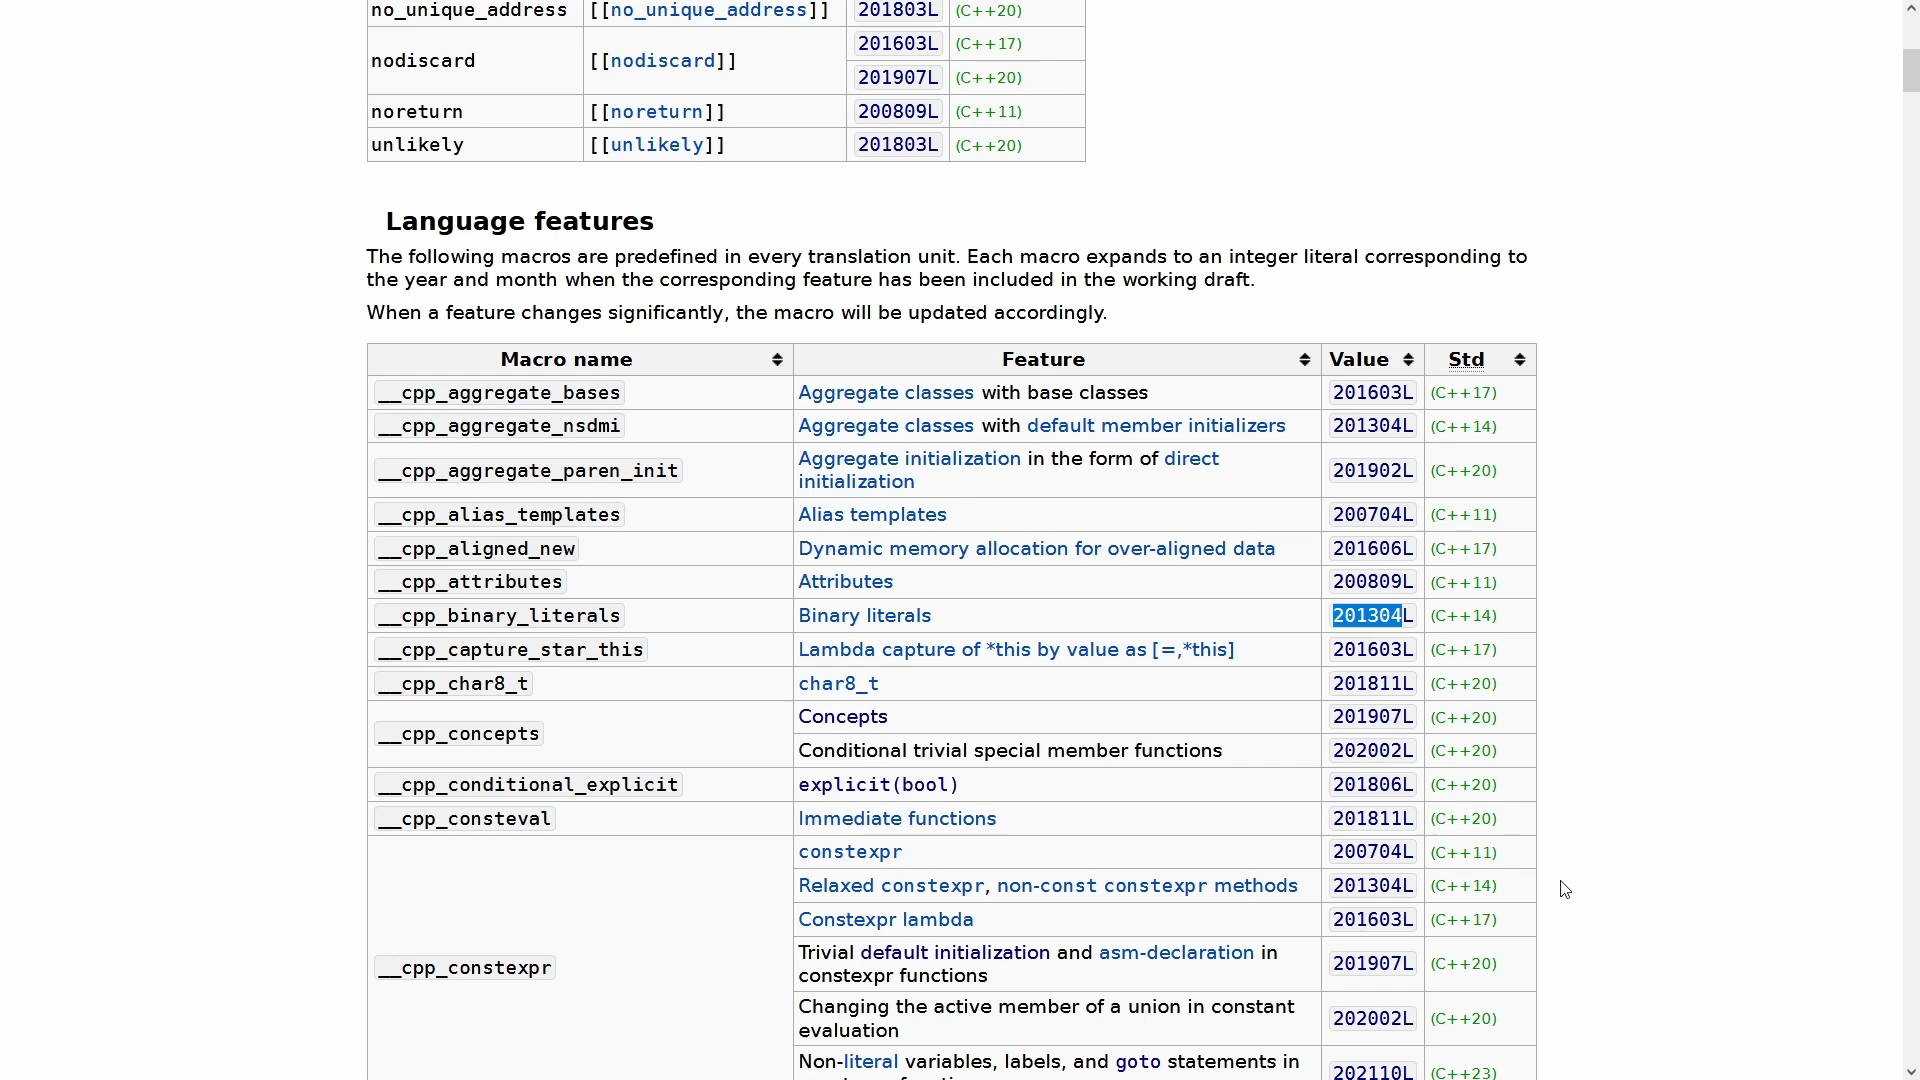 no_unique_address [[no_unique_address]] 201803L (C++20)
nodiscard [[nodiscard]] 201603L (C++17)
201907L (C++20)
noreturn [[noreturn]] 200809L (C++11)
unlikely [[unlikely]] 201803L (C++20)
Language features
The following macros are predefined in every translation unit. Each macro expands to an integer literal corresponding to
the year and month when the corresponding feature has been included in the working draft.
When a feature changes significantly, the macro will be updated accordingly.
Macro name Feature Value Std
__cpp_aggregate_bases Aggregate classes with base classes 201603L (C++17)
__cpp_aggregate_nsdmi Aggregate classes with default member initializers 201304L (C++14)
__cpp_aggregate_paren_init Aggregate initialization in the form of direct
initialization 201902L (C++20)
__cpp_alias_templates Alias templates 200704L (C++11)
__cpp_aligned_new Dynamic memory allocation for over-aligned data 201606L (C++17)
__cpp_attributes Attributes 200809L (C++11)
__cpp_binary_literals Binary literals 201304L (C++14)
__cpp_capture_star_this Lambda capture of *this by value as [=,*this] 201603L (C++17)
__cpp_char8_t char8_t 201811L (C++20)
__cpp_concepts Concepts 201907L (C++20)
Conditional trivial special member functions 202002L (C++20)
__cpp_conditional_explicit explicit(bool) 201806L (C++20)
__cpp_consteval Immediate functions 201811L (C++20)
__cpp_constexpr constexpr 200704L (C++11)
Relaxed constexpr, non-const constexpr methods 201304L (C++14)
Constexpr lambda 201603L (C++17)
Trivial default initialization and asm-declaration in
constexpr functions 201907L (C++20)
Changing the active member of a union in constant
evaluation 202002L (C++20)
Non-literal variables, labels, and goto statements in
202110L (C++23)